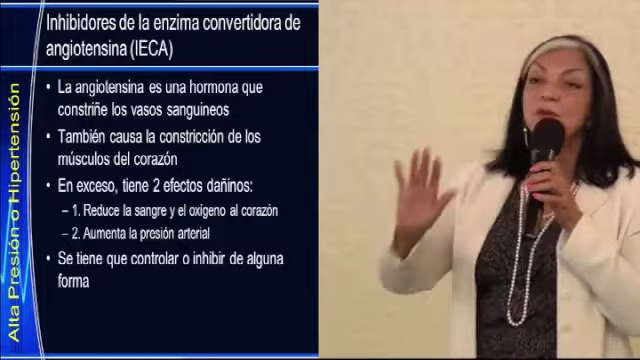 Inhibidores de la enzima convertidora de
angiotensina (IECA)
• La angiotensina es una hormona que
constriñe los vasos sanguineos
• También causa la constricción de los
músculos del corazón
• En exceso, tiene 2 efectos dañinos:
– 1. Reduce la sangre y el oxigeno al corazón
– 2. Aumenta la presión arterial
• Se tiene que controlar o inhibir de alguna
forma
Alta Presión o Hipertensión